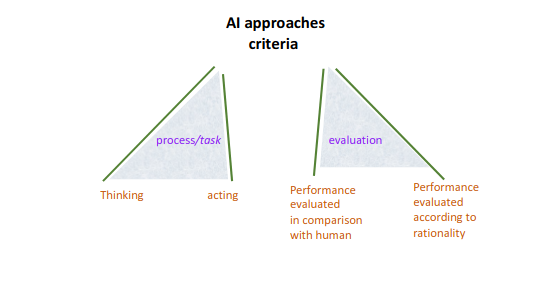 AI approaches
criteria
process/task
evaluation
Thinking
acting
Performance
evaluated
in comparison
with human
Performance
evaluated
according to
rationality